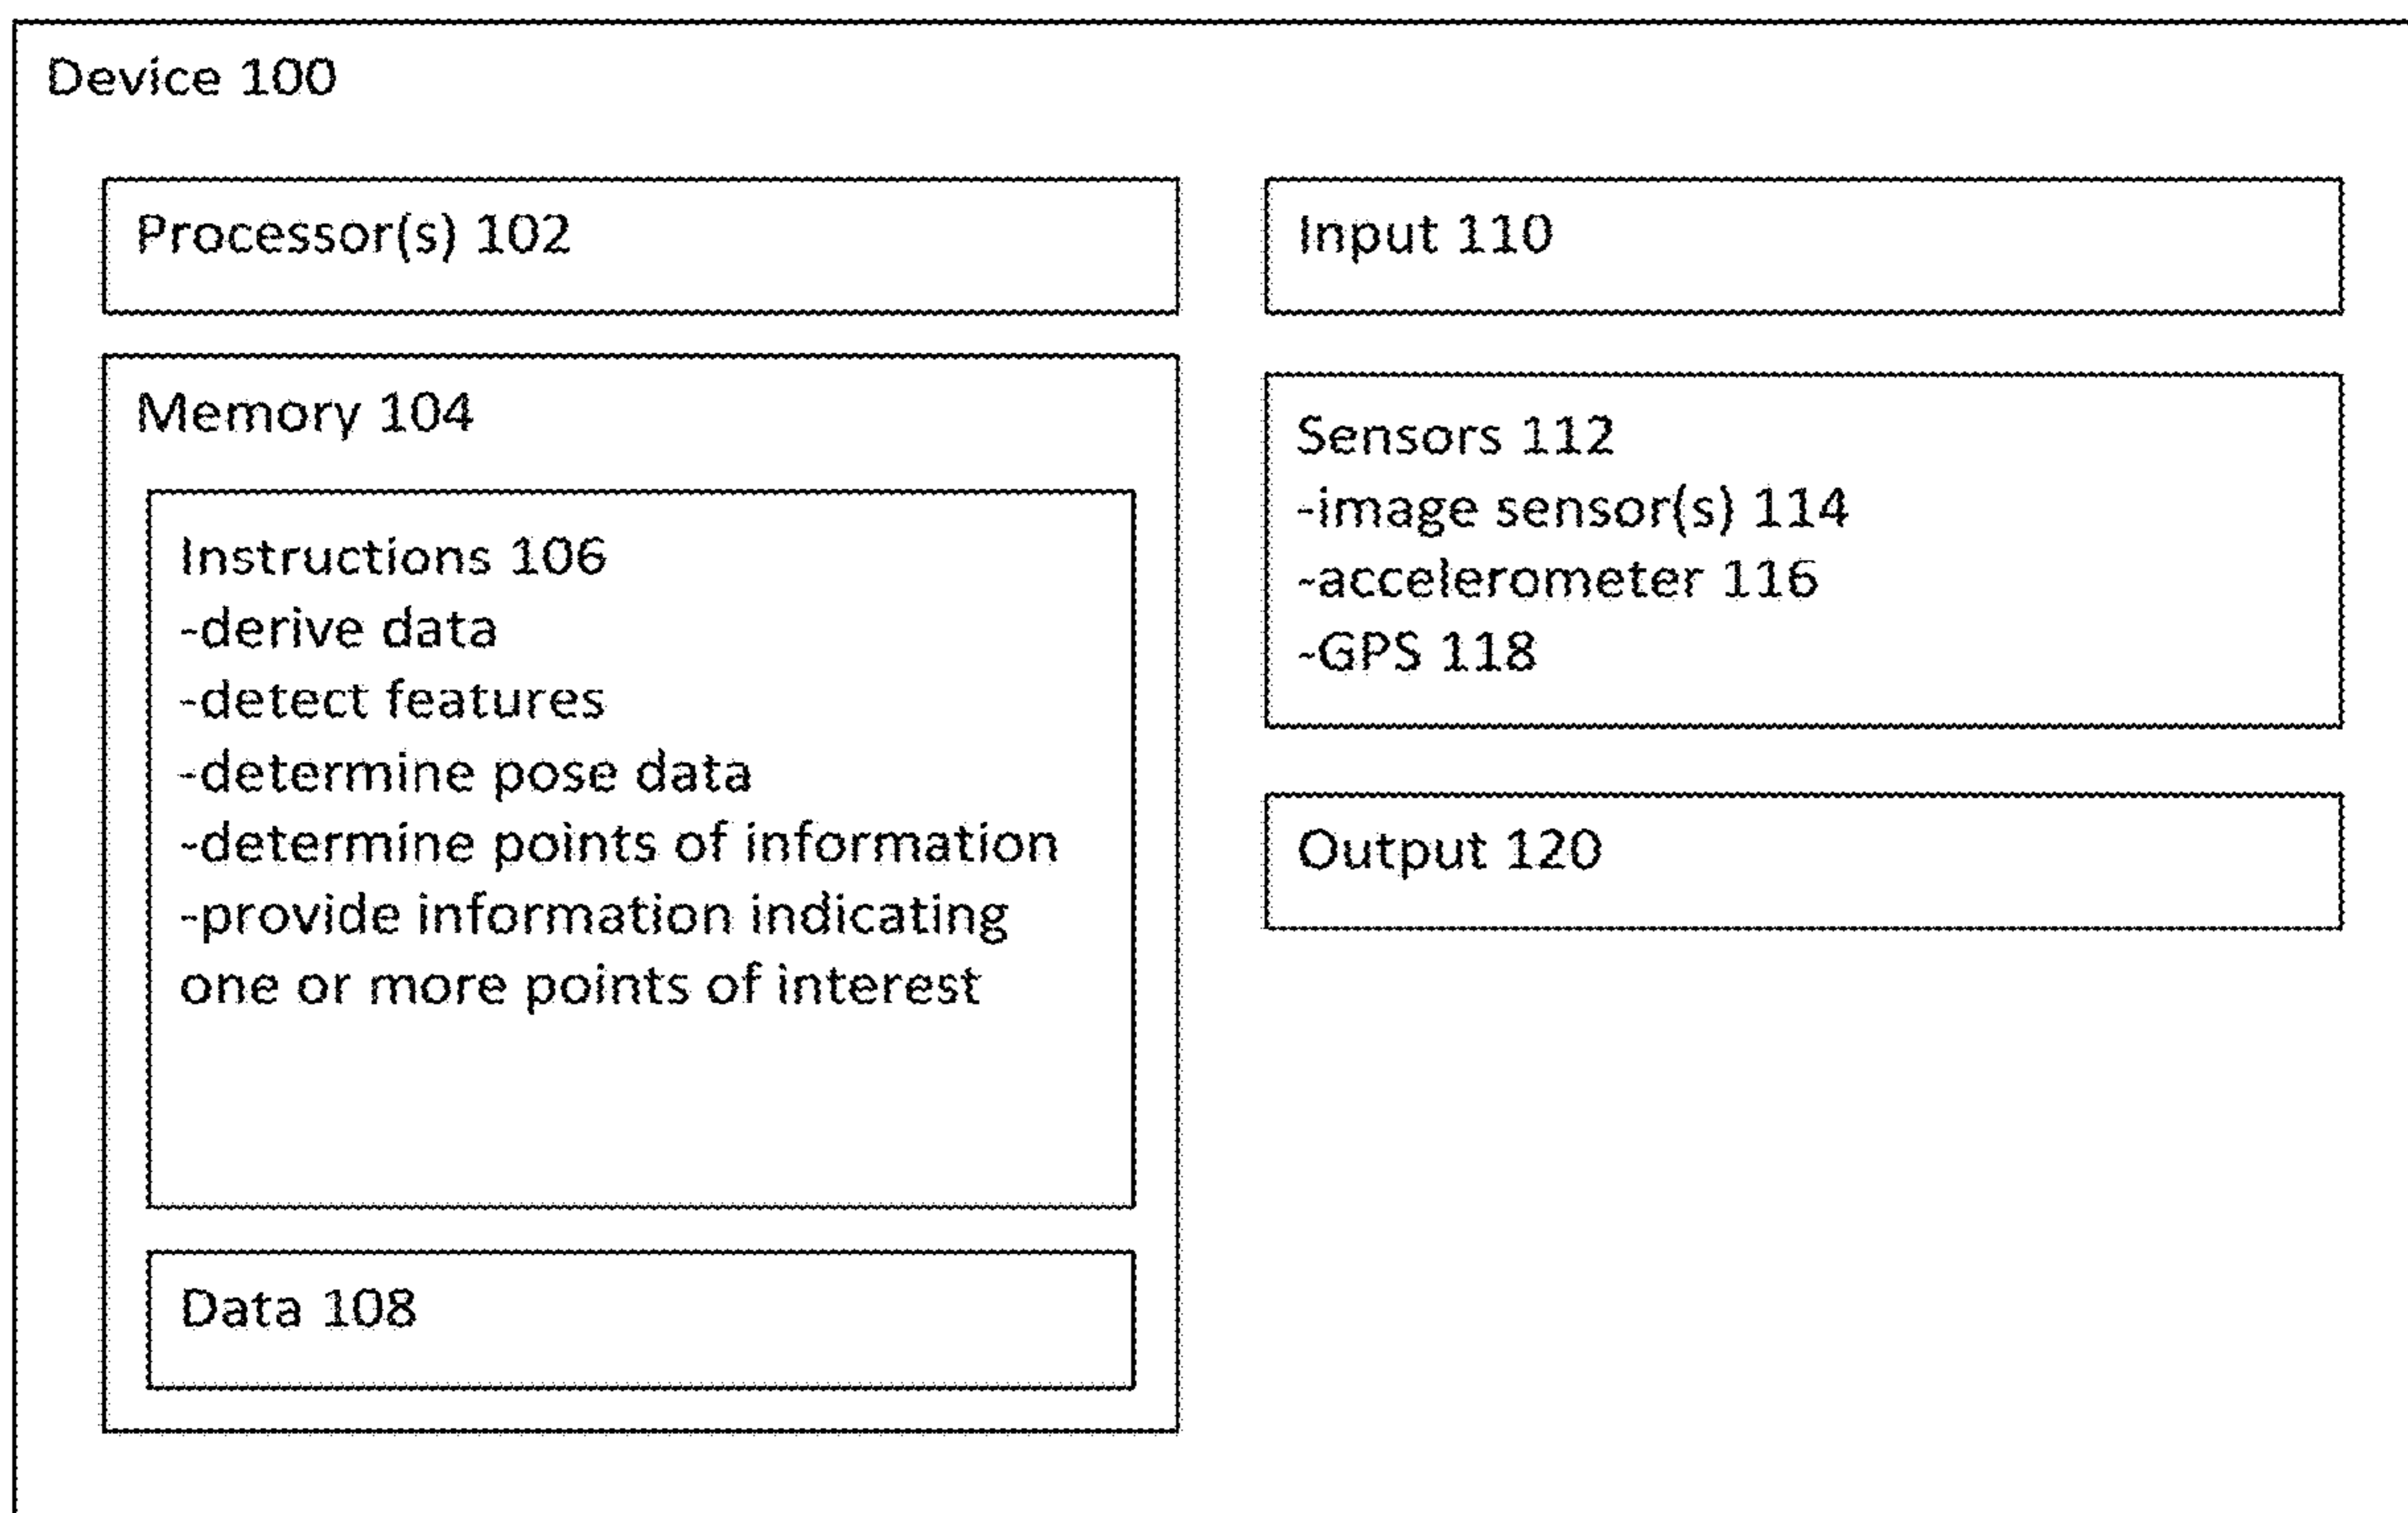 Device 100
Processor(s) 102
Memory 104
Instructions 106
-derive data
-detect features
-determine pose data
-determine points of information
-provide information indicating
one or more points of interest
Data 108
Input 110
Sensors 112
-image sensor(s) 114
-accelerometer 116
-GPS 118
Output 120